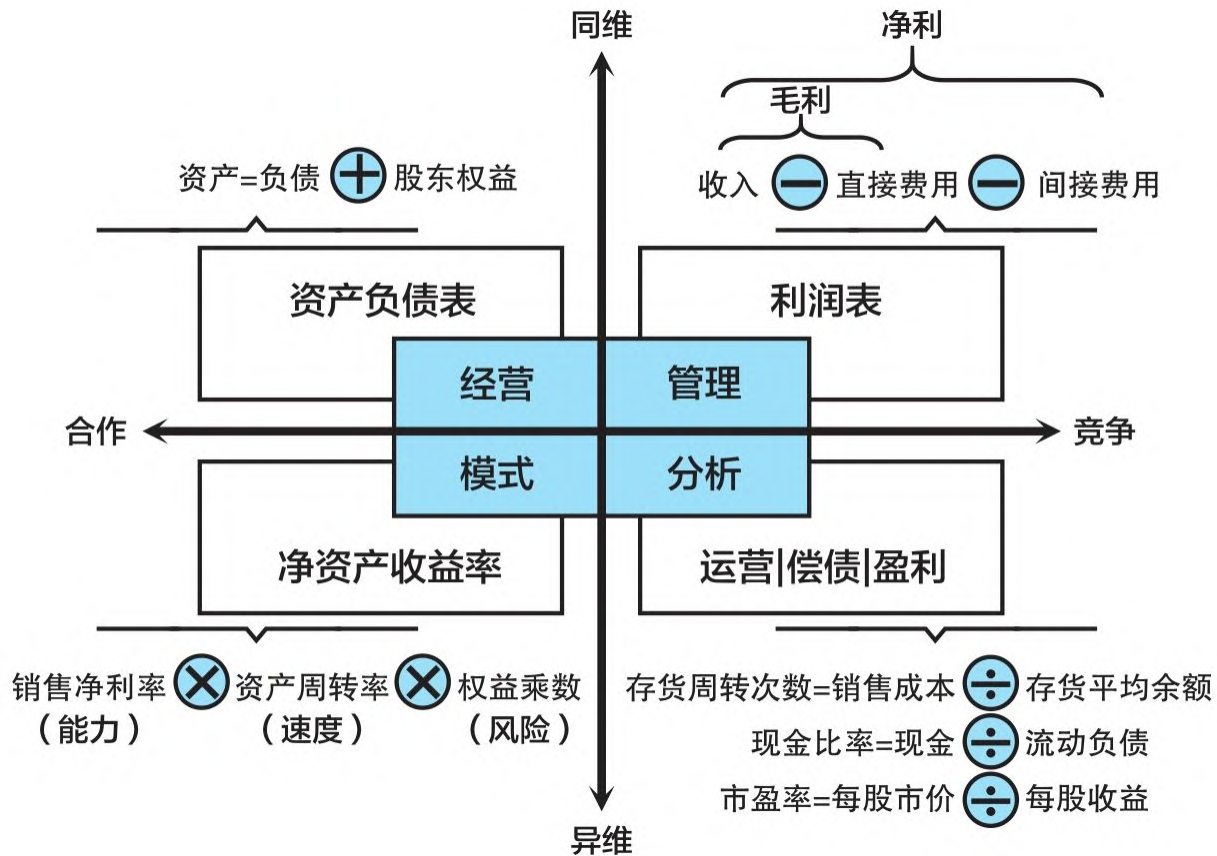 同维
净利
毛利
资产=负债 + 股东权益
收入 − 直接费用 − 间接费用
资产负债表
利润表
经营
管理
合作
竞争
模式
分析
净资产收益率
运营|偿债|盈利
销售净利率 × 资产周转率 × 权益乘数
（能力） （速度） （风险）
存货周转次数=销售成本 ÷ 存货平均余额
现金比率=现金 ÷ 流动负债
市盈率=每股市价 ÷ 每股收益
异维